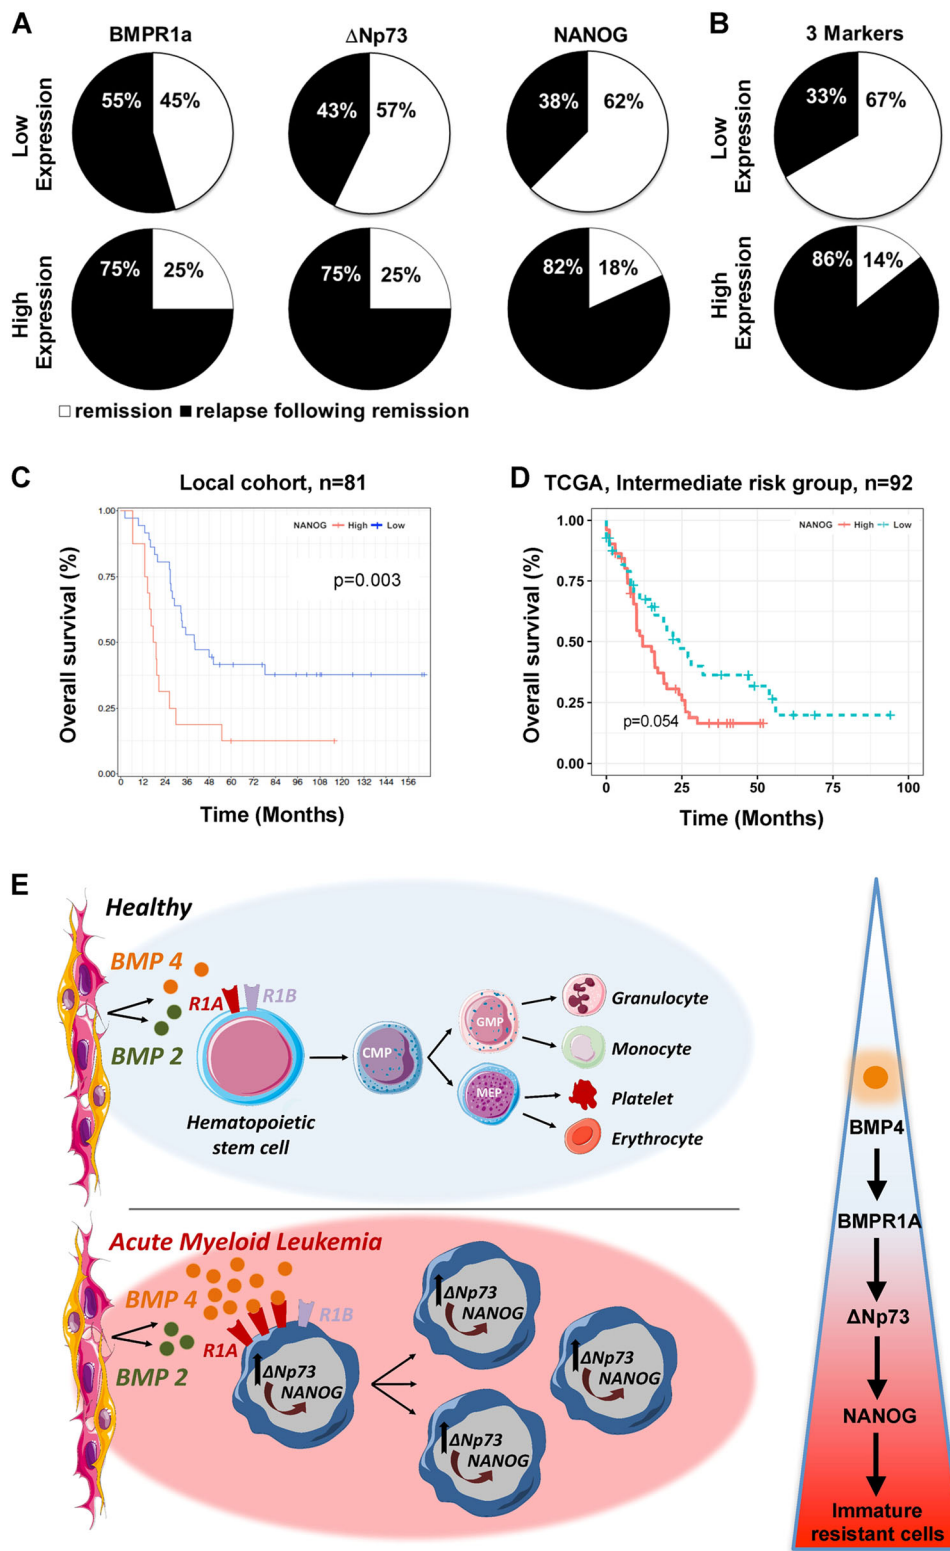 A
BMPR1a
ΔNp73
NANOG
B
3 Markers
Low
Expression
55% 45%
43% 57%
38% 62%
Low
Expression
33% 67%
High
Expression
75% 25%
75% 25%
82% 18%
High
Expression
86% 14%
remission relapse following remission
C
Local cohort, n=81
Overall survival (%)
1.00
0.75
0.50
0.25
0.00
NANOG High Low
p=0.003
0 12 24 36 48 60 72 84 96 108 120 132 144 156
Time (Months)
D
TCGA, Intermediate risk group, n=92
Overall survival (%)
1.00
0.75
0.50
0.25
0.00
NANOG High Low
p=0.054
0 25 50 75 100
Time (Months)
E
Healthy
BMP 4
BMP 2
R1A
R1B
Hematopoietic
stem cell
CMP
GMP
MEP
Granulocyte
Monocyte
Platelet
Erythrocyte
Acute Myeloid Leukemia
BMP 4
BMP 2
R1A
R1B
ΔNp73
NANOG
ΔNp73
NANOG
ΔNp73
NANOG
ΔNp73
NANOG
BMP4
BMPR1A
ΔNp73
NANOG
Immature
resistant cells